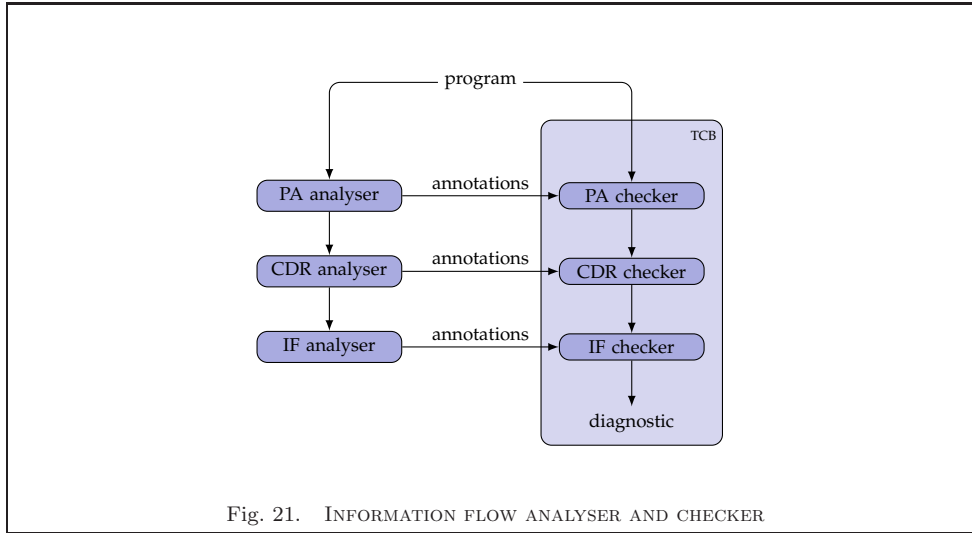 program
TCB
PA analyser
annotations
PA checker
CDR analyser
annotations
CDR checker
IF analyser
annotations
IF checker
diagnostic
Fig. 21. INFORMATION FLOW ANALYSER AND CHECKER